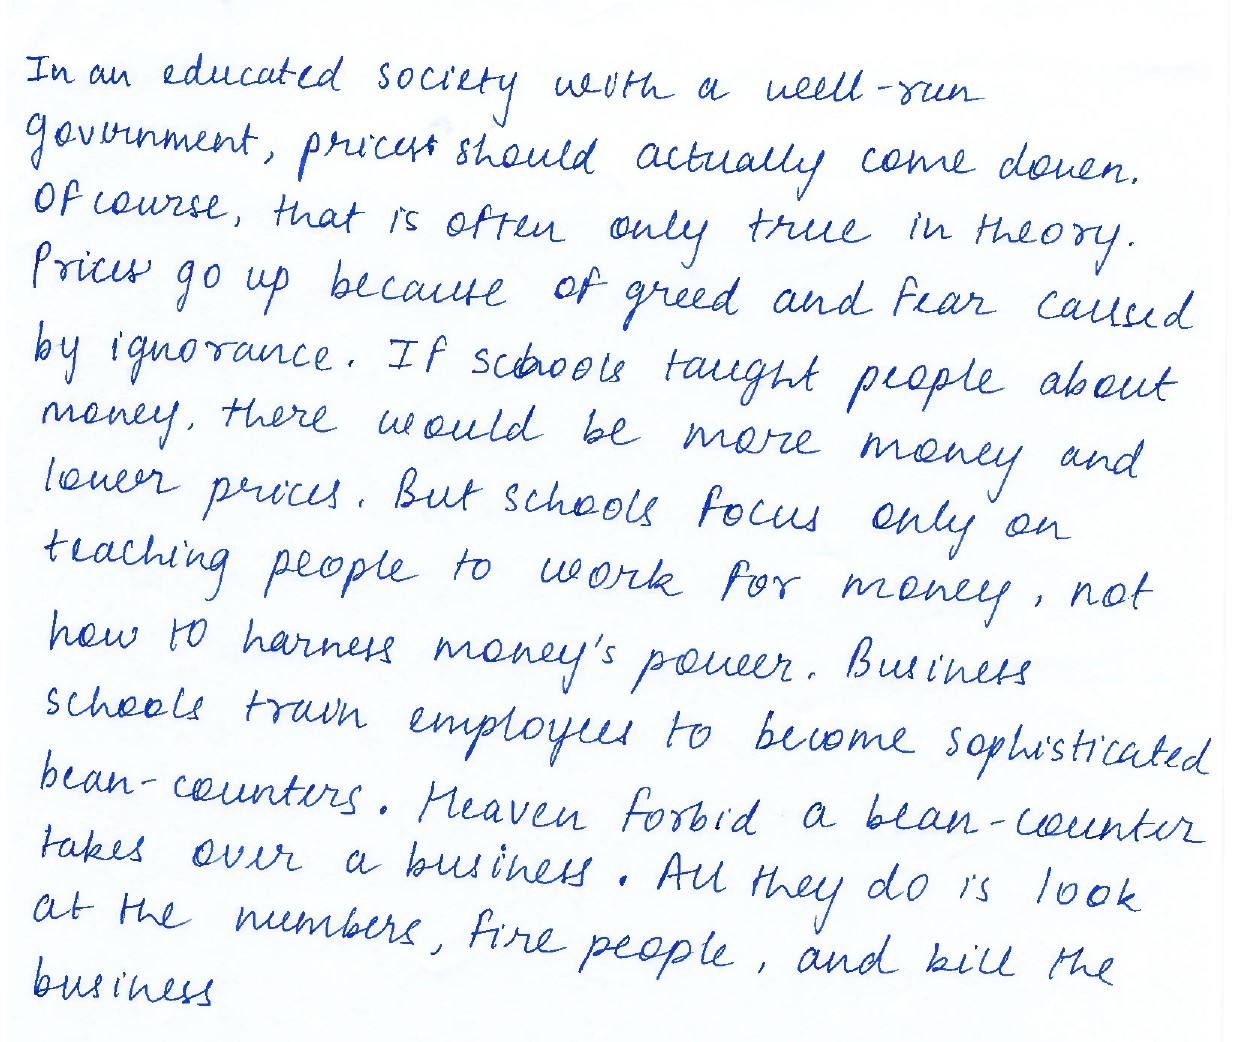 In an educated society with a well-run
government, prices should actually come down.
Of course, that is often only true in theory.
Prices go up because of greed and fear caused
by ignorance. If schools taught people about
money, there would be more money and
lower prices. But schools focus only on
teaching people to work for money, not
how to harness money's power. Business
schools train employees to become sophisticated
bean-counters. Heaven forbid a bean-counter
takes over a business. All they do is look
at the numbers, fire people, and kill the
business